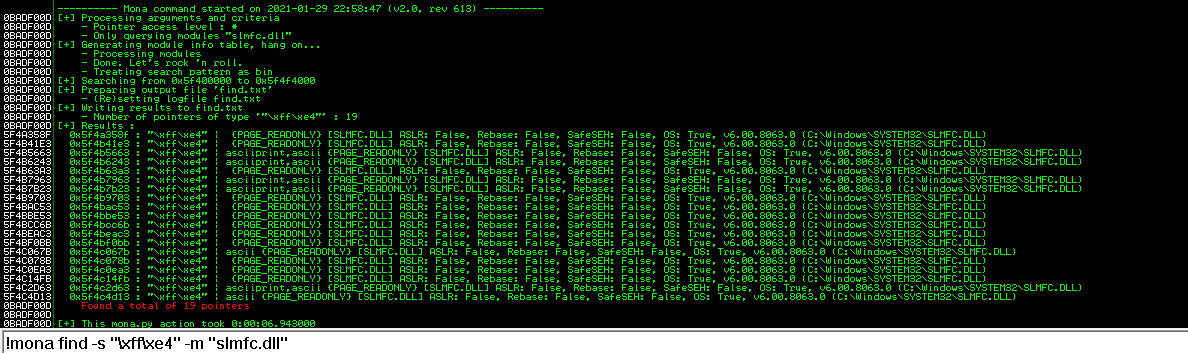 ---------- Mona command started on 2021-01-29 22:58:47 (v2.0, rev 613) ----------
0BADF00D [+] Processing arguments and criteria
0BADF00D - Pointer access level : *
0BADF00D - Only querying modules "slmfc.dll"
0BADF00D [+] Generating module info table, hang on...
0BADF00D - Processing modules
0BADF00D - Done. Let's rock 'n roll.
0BADF00D - Treating search pattern as bin
0BADF00D [+] Searching from 0x5f400000 to 0x5f4f4000
0BADF00D [+] Preparing output file 'find.txt'
0BADF00D - (Re)setting logfile find.txt
0BADF00D [+] Writing results to find.txt
0BADF00D - Number of pointers of type '"\xff\xe4"' : 19
0BADF00D [+] Results :
5F4A358F 0x5f4a358f : "\xff\xe4" | {PAGE_READONLY} [SLMFC.DLL] ASLR: False, Rebase: False, SafeSEH: False, OS: True, v6.00.8063.0 (C:\Windows\SYSTEM32\SLMFC.DLL)
5F4B41E3 0x5f4b41e3 : "\xff\xe4" | {PAGE_READONLY} [SLMFC.DLL] ASLR: False, Rebase: False, SafeSEH: False, OS: True, v6.00.8063.0 (C:\Windows\SYSTEM32\SLMFC.DLL)
5F4B5663 0x5f4b5663 : "\xff\xe4" | asciiprint,ascii {PAGE_READONLY} [SLMFC.DLL] ASLR: False, Rebase: False, SafeSEH: False, OS: True, v6.00.8063.0 (C:\Windows\SYSTEM32\SLMFC.DLL)
5F4B6243 0x5f4b6243 : "\xff\xe4" | asciiprint,ascii {PAGE_READONLY} [SLMFC.DLL] ASLR: False, Rebase: False, SafeSEH: False, OS: True, v6.00.8063.0 (C:\Windows\SYSTEM32\SLMFC.DLL)
5F4B63A3 0x5f4b63a3 : "\xff\xe4" | {PAGE_READONLY} [SLMFC.DLL] ASLR: False, Rebase: False, SafeSEH: False, OS: True, v6.00.8063.0 (C:\Windows\SYSTEM32\SLMFC.DLL)
5F4B7963 0x5f4b7963 : "\xff\xe4" | asciiprint,ascii {PAGE_READONLY} [SLMFC.DLL] ASLR: False, Rebase: False, SafeSEH: False, OS: True, v6.00.8063.0 (C:\Windows\SYSTEM32\SLMFC.DLL)
5F4B7B23 0x5f4b7b23 : "\xff\xe4" | asciiprint,ascii {PAGE_READONLY} [SLMFC.DLL] ASLR: False, Rebase: False, SafeSEH: False, OS: True, v6.00.8063.0 (C:\Windows\SYSTEM32\SLMFC.DLL)
5F4B9703 0x5f4b9703 : "\xff\xe4" | {PAGE_READONLY} [SLMFC.DLL] ASLR: False, Rebase: False, SafeSEH: False, OS: True, v6.00.8063.0 (C:\Windows\SYSTEM32\SLMFC.DLL)
5F4BAC53 0x5f4bac53 : "\xff\xe4" | {PAGE_READONLY} [SLMFC.DLL] ASLR: False, Rebase: False, SafeSEH: False, OS: True, v6.00.8063.0 (C:\Windows\SYSTEM32\SLMFC.DLL)
5F4BBE53 0x5f4bbe53 : "\xff\xe4" | {PAGE_READONLY} [SLMFC.DLL] ASLR: False, Rebase: False, SafeSEH: False, OS: True, v6.00.8063.0 (C:\Windows\SYSTEM32\SLMFC.DLL)
5F4BCC6B 0x5f4bcc6b : "\xff\xe4" | {PAGE_READONLY} [SLMFC.DLL] ASLR: False, Rebase: False, SafeSEH: False, OS: True, v6.00.8063.0 (C:\Windows\SYSTEM32\SLMFC.DLL)
5F4BEAC3 0x5f4beac3 : "\xff\xe4" | {PAGE_READONLY} [SLMFC.DLL] ASLR: False, Rebase: False, SafeSEH: False, OS: True, v6.00.8063.0 (C:\Windows\SYSTEM32\SLMFC.DLL)
5F4BF0BB 0x5f4bf0bb : "\xff\xe4" | {PAGE_READONLY} [SLMFC.DLL] ASLR: False, Rebase: False, SafeSEH: False, OS: True, v6.00.8063.0 (C:\Windows\SYSTEM32\SLMFC.DLL)
5F4C067B 0x5f4c067b : "\xff\xe4" | ascii {PAGE_READONLY} [SLMFC.DLL] ASLR: False, Rebase: False, SafeSEH: False, OS: True, v6.00.8063.0 (C:\Windows\SYSTEM32\SLMFC.DLL)
5F4C078B 0x5f4c078b : "\xff\xe4" | {PAGE_READONLY} [SLMFC.DLL] ASLR: False, Rebase: False, SafeSEH: False, OS: True, v6.00.8063.0 (C:\Windows\SYSTEM32\SLMFC.DLL)
5F4C0EA3 0x5f4c0ea3 : "\xff\xe4" | {PAGE_READONLY} [SLMFC.DLL] ASLR: False, Rebase: False, SafeSEH: False, OS: True, v6.00.8063.0 (C:\Windows\SYSTEM32\SLMFC.DLL)
5F4C14FB 0x5f4c14fb : "\xff\xe4" | {PAGE_READONLY} [SLMFC.DLL] ASLR: False, Rebase: False, SafeSEH: False, OS: True, v6.00.8063.0 (C:\Windows\SYSTEM32\SLMFC.DLL)
5F4C2D63 0x5f4c2d63 : "\xff\xe4" | asciiprint,ascii {PAGE_READONLY} [SLMFC.DLL] ASLR: False, Rebase: False, SafeSEH: False, OS: True, v6.00.8063.0 (C:\Windows\SYSTEM32\SLMFC.DLL)
5F4C4D13 0x5f4c4d13 : "\xff\xe4" | ascii {PAGE_READONLY} [SLMFC.DLL] ASLR: False, Rebase: False, SafeSEH: False, OS: True, v6.00.8063.0 (C:\Windows\SYSTEM32\SLMFC.DLL)
0BADF00D Found a total of 19 pointers
0BADF00D
0BADF00D [+] This mona.py action took 0:00:06.943000
!mona find -s "\xff\xe4" -m "slmfc.dll"